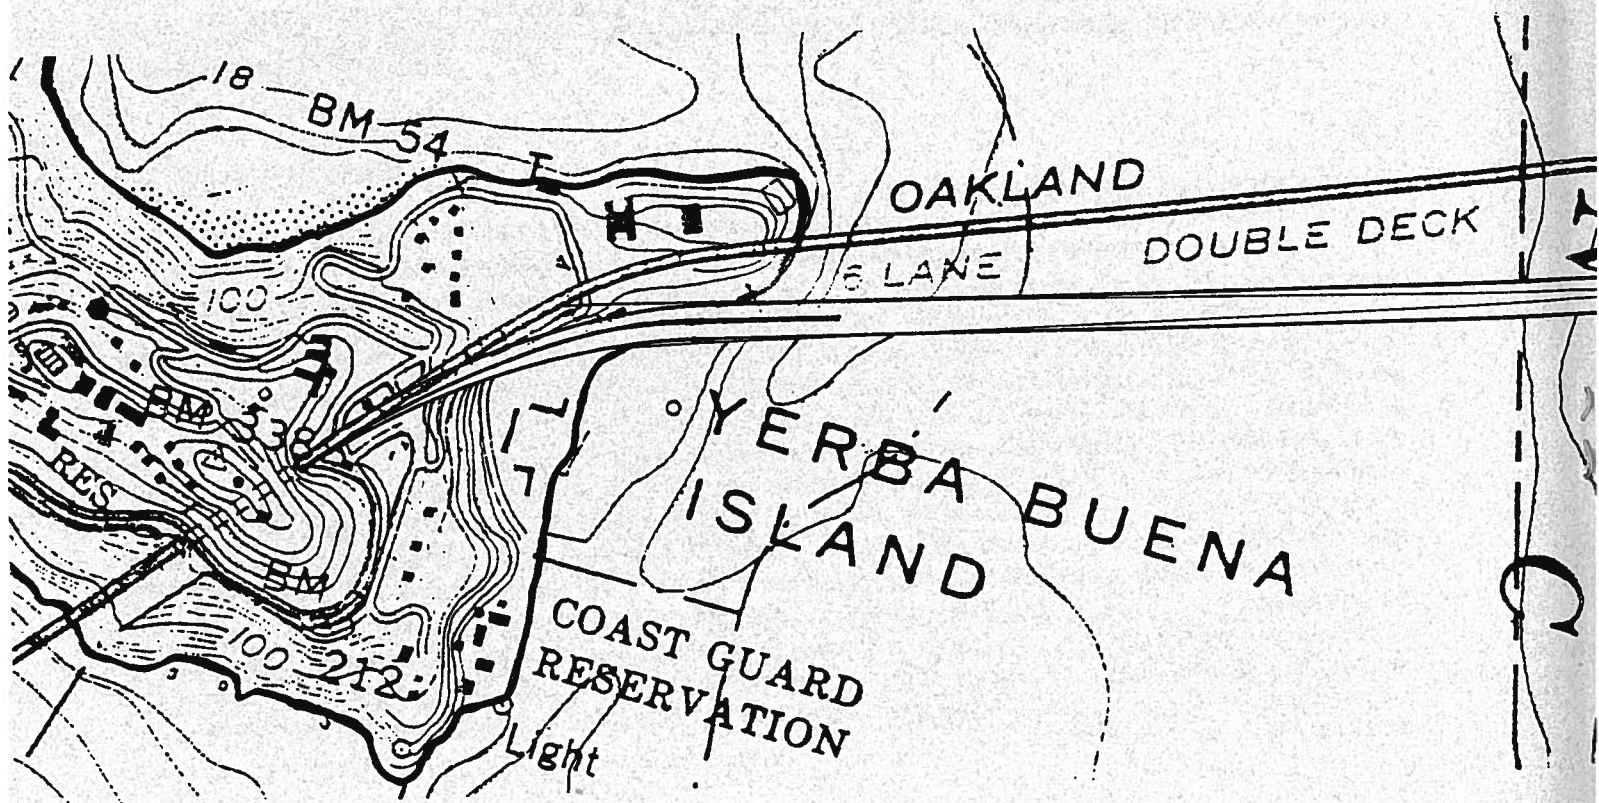 18
BM 54
T
OAKLAND
DOUBLE DECK
6 LANE
100
BM
338
RES
YERBA BUENA
ISLAND
BM
100
212
COAST GUARD
RESERVATION
Light
C